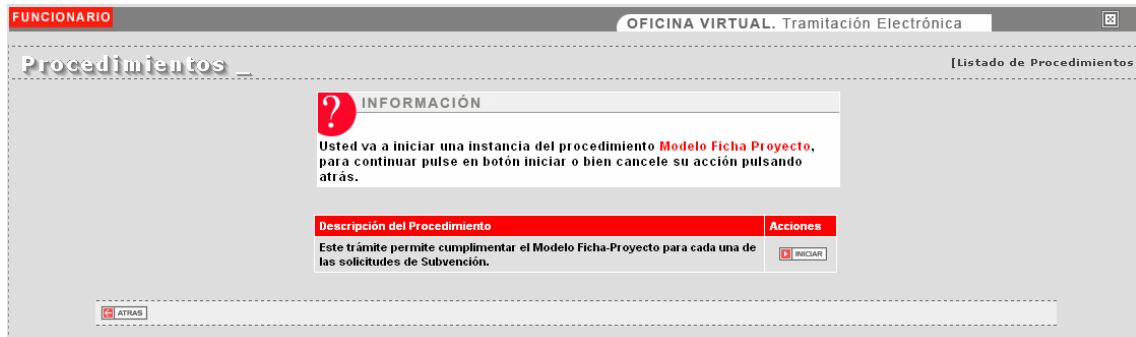 FUNCIONARIO
OFICINA VIRTUAL. Tramitación Electrónica
Procedimientos _
[Listado de Procedimientos
?
INFORMACIÓN
Usted va a iniciar una instancia del procedimiento Modelo Ficha Proyecto,
para continuar pulse en botón iniciar o bien cancele su acción pulsando
atrás.
Descripción del Procedimiento
Acciones
Este trámite permite cumplimentar el Modelo Ficha-Proyecto para cada una de
las solicitudes de Subvención.
INICIAR
ATRAS